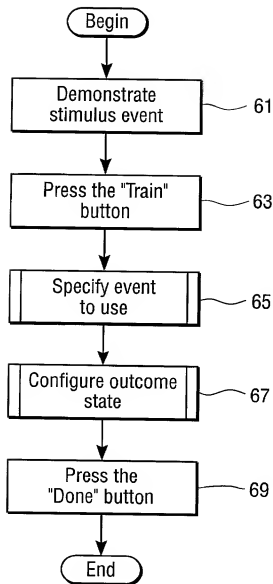 Begin
Demonstrate
stimulus event
61
Press the "Train"
button
63
Specify event
to use
65
Configure outcome
state
67
Press the
"Done" button
69
End